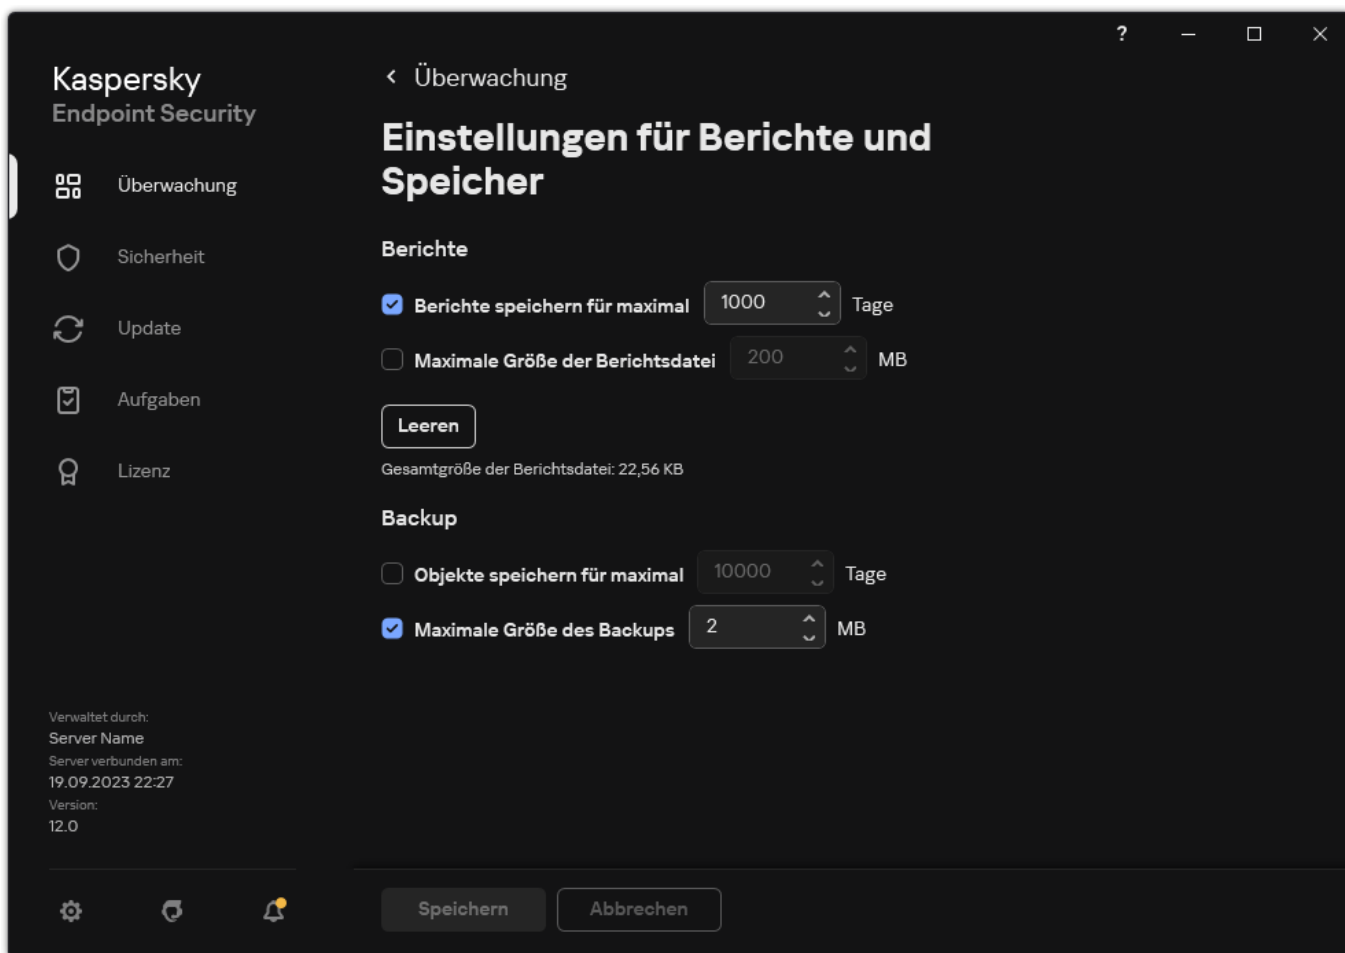 ?
Kaspersky
Endpoint Security
Überwachung
Sicherheit
Update
Aufgaben
Lizenz
Verwaltet durch:
Server Name
Server verbunden am:
19.09.2023 22:27
Version:
12.0
Überwachung
Einstellungen für Berichte und
Speicher
Berichte
Berichte speichern für maximal 1000 Tage
Maximale Größe der Berichtsdatei 200 MB
Leeren
Gesamtgröße der Berichtsdatei: 22,56 KB
Backup
Objekte speichern für maximal 10000 Tage
Maximale Größe des Backups 2 MB
Speichern Abbrechen